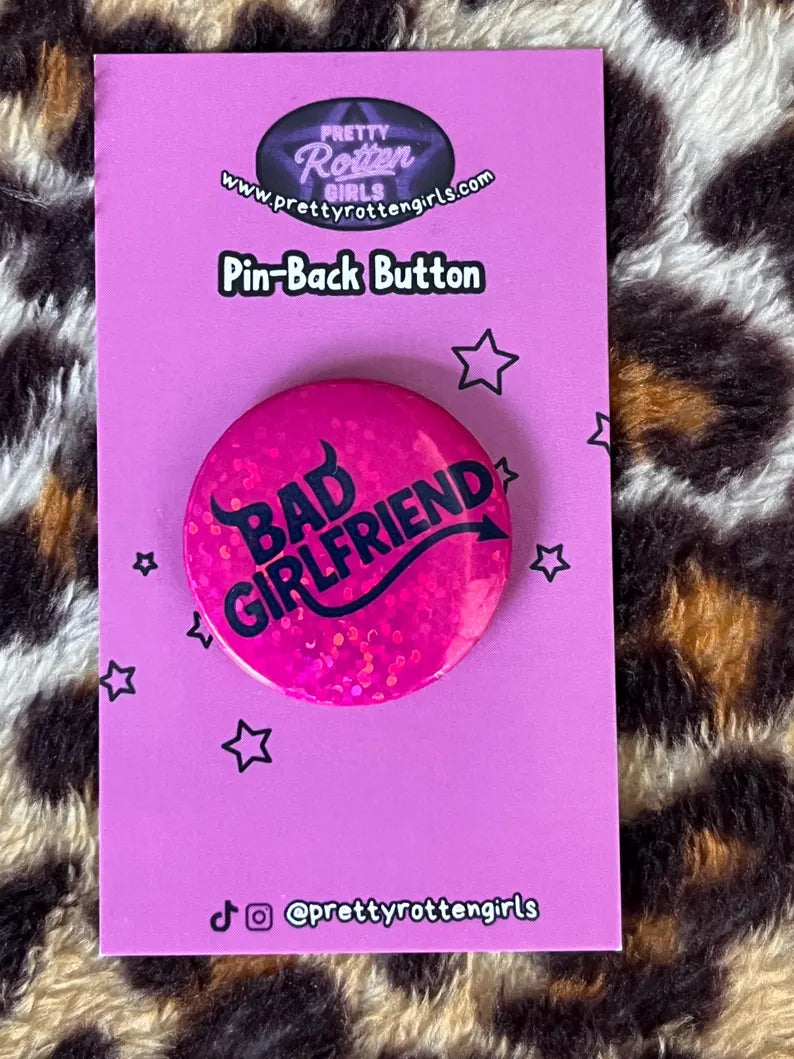 PRETTY
Rotten
GIRLS
www.prettyrottengirls.com
Pin-Back Button
BAD
GIRLFRIEND
@prettyrottengirls